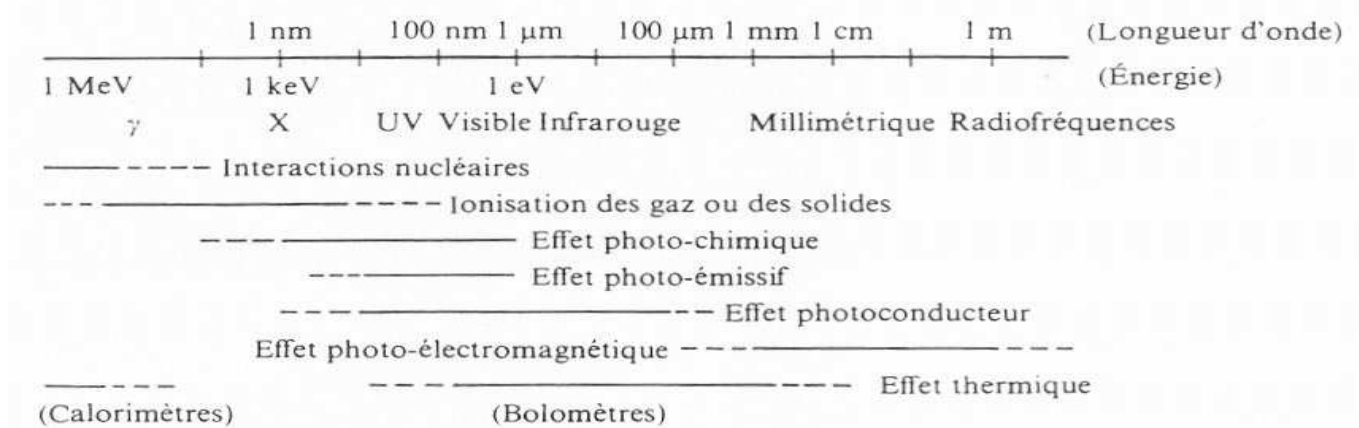 1 nm 100 nm 1 µm 100 µm 1 mm 1 cm 1 m (Longueur d'onde)
1 MeV 1 keV 1 eV (Énergie)
γ X UV Visible Infrarouge Millimétrique Radiofréquences
Interactions nucléaires
Ionisation des gaz ou des solides
Effet photo-chimique
Effet photo-émissif
Effet photoconducteur
Effet photo-électromagnétique
Effet thermique
(Calorimètres) (Bolomètres)